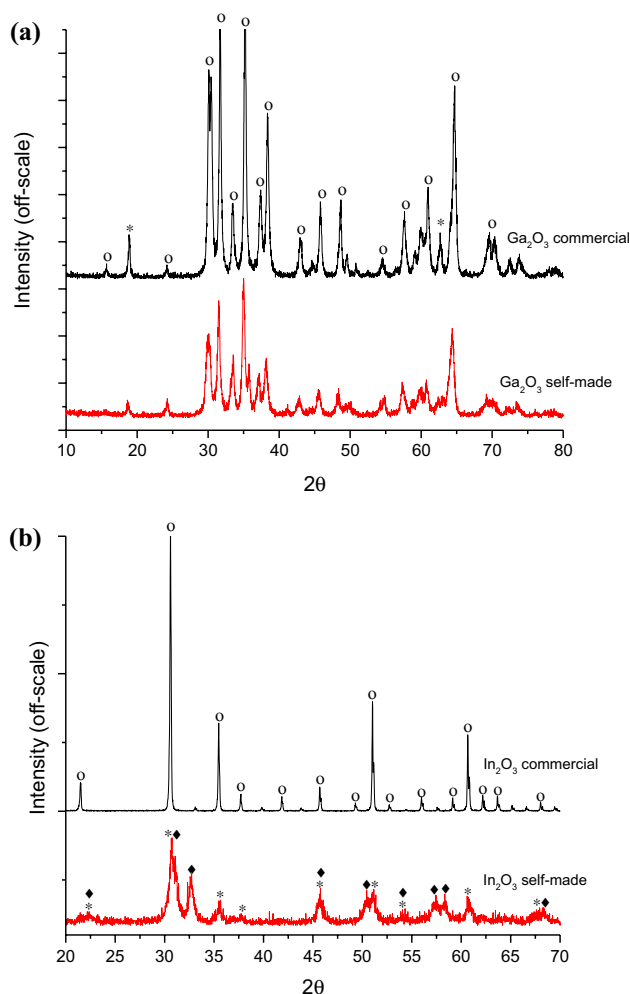 (a)
o o
o o o
o o * o
o o o o o o * o
Intensity (off-scale)
Ga₂O₃ commercial
Ga₂O₃ self-made
10 20 30 40 50 60 70 80
2θ
(b)
o
Intensity (off-scale)
o o o o o o o o o o o o o o
In₂O₃ commercial
* ♦ ♦ ♦ ♦ ♦ ♦ ♦ ♦
* * * * * * * *
In₂O₃ self-made
20 25 30 35 40 45 50 55 60 65 70
2θ